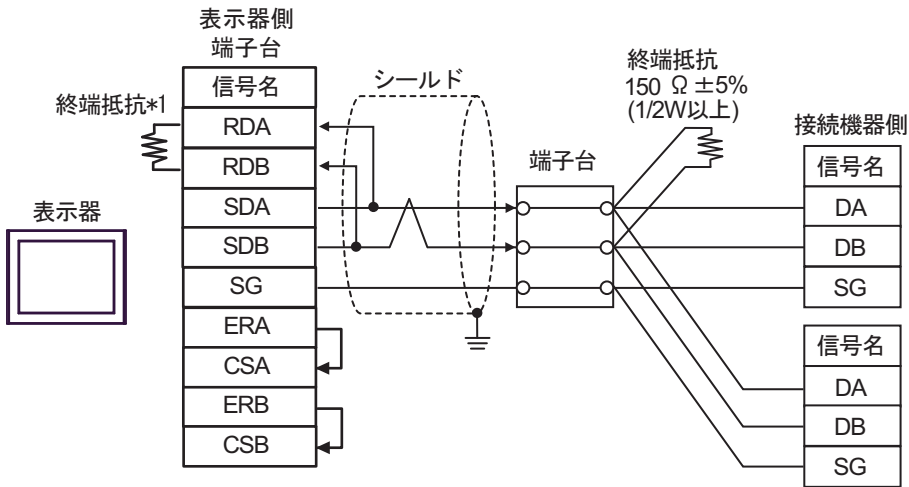 表示器側
端子台
信号名
RDA
RDB
SDA
SDB
SG
ERA
CSA
ERB
CSB
終端抵抗*1
表示器
シールド
端子台
終端抵抗
150 Ω ±5%
(1/2W以上)
接続機器側
信号名
DA
DB
SG
信号名
DA
DB
SG